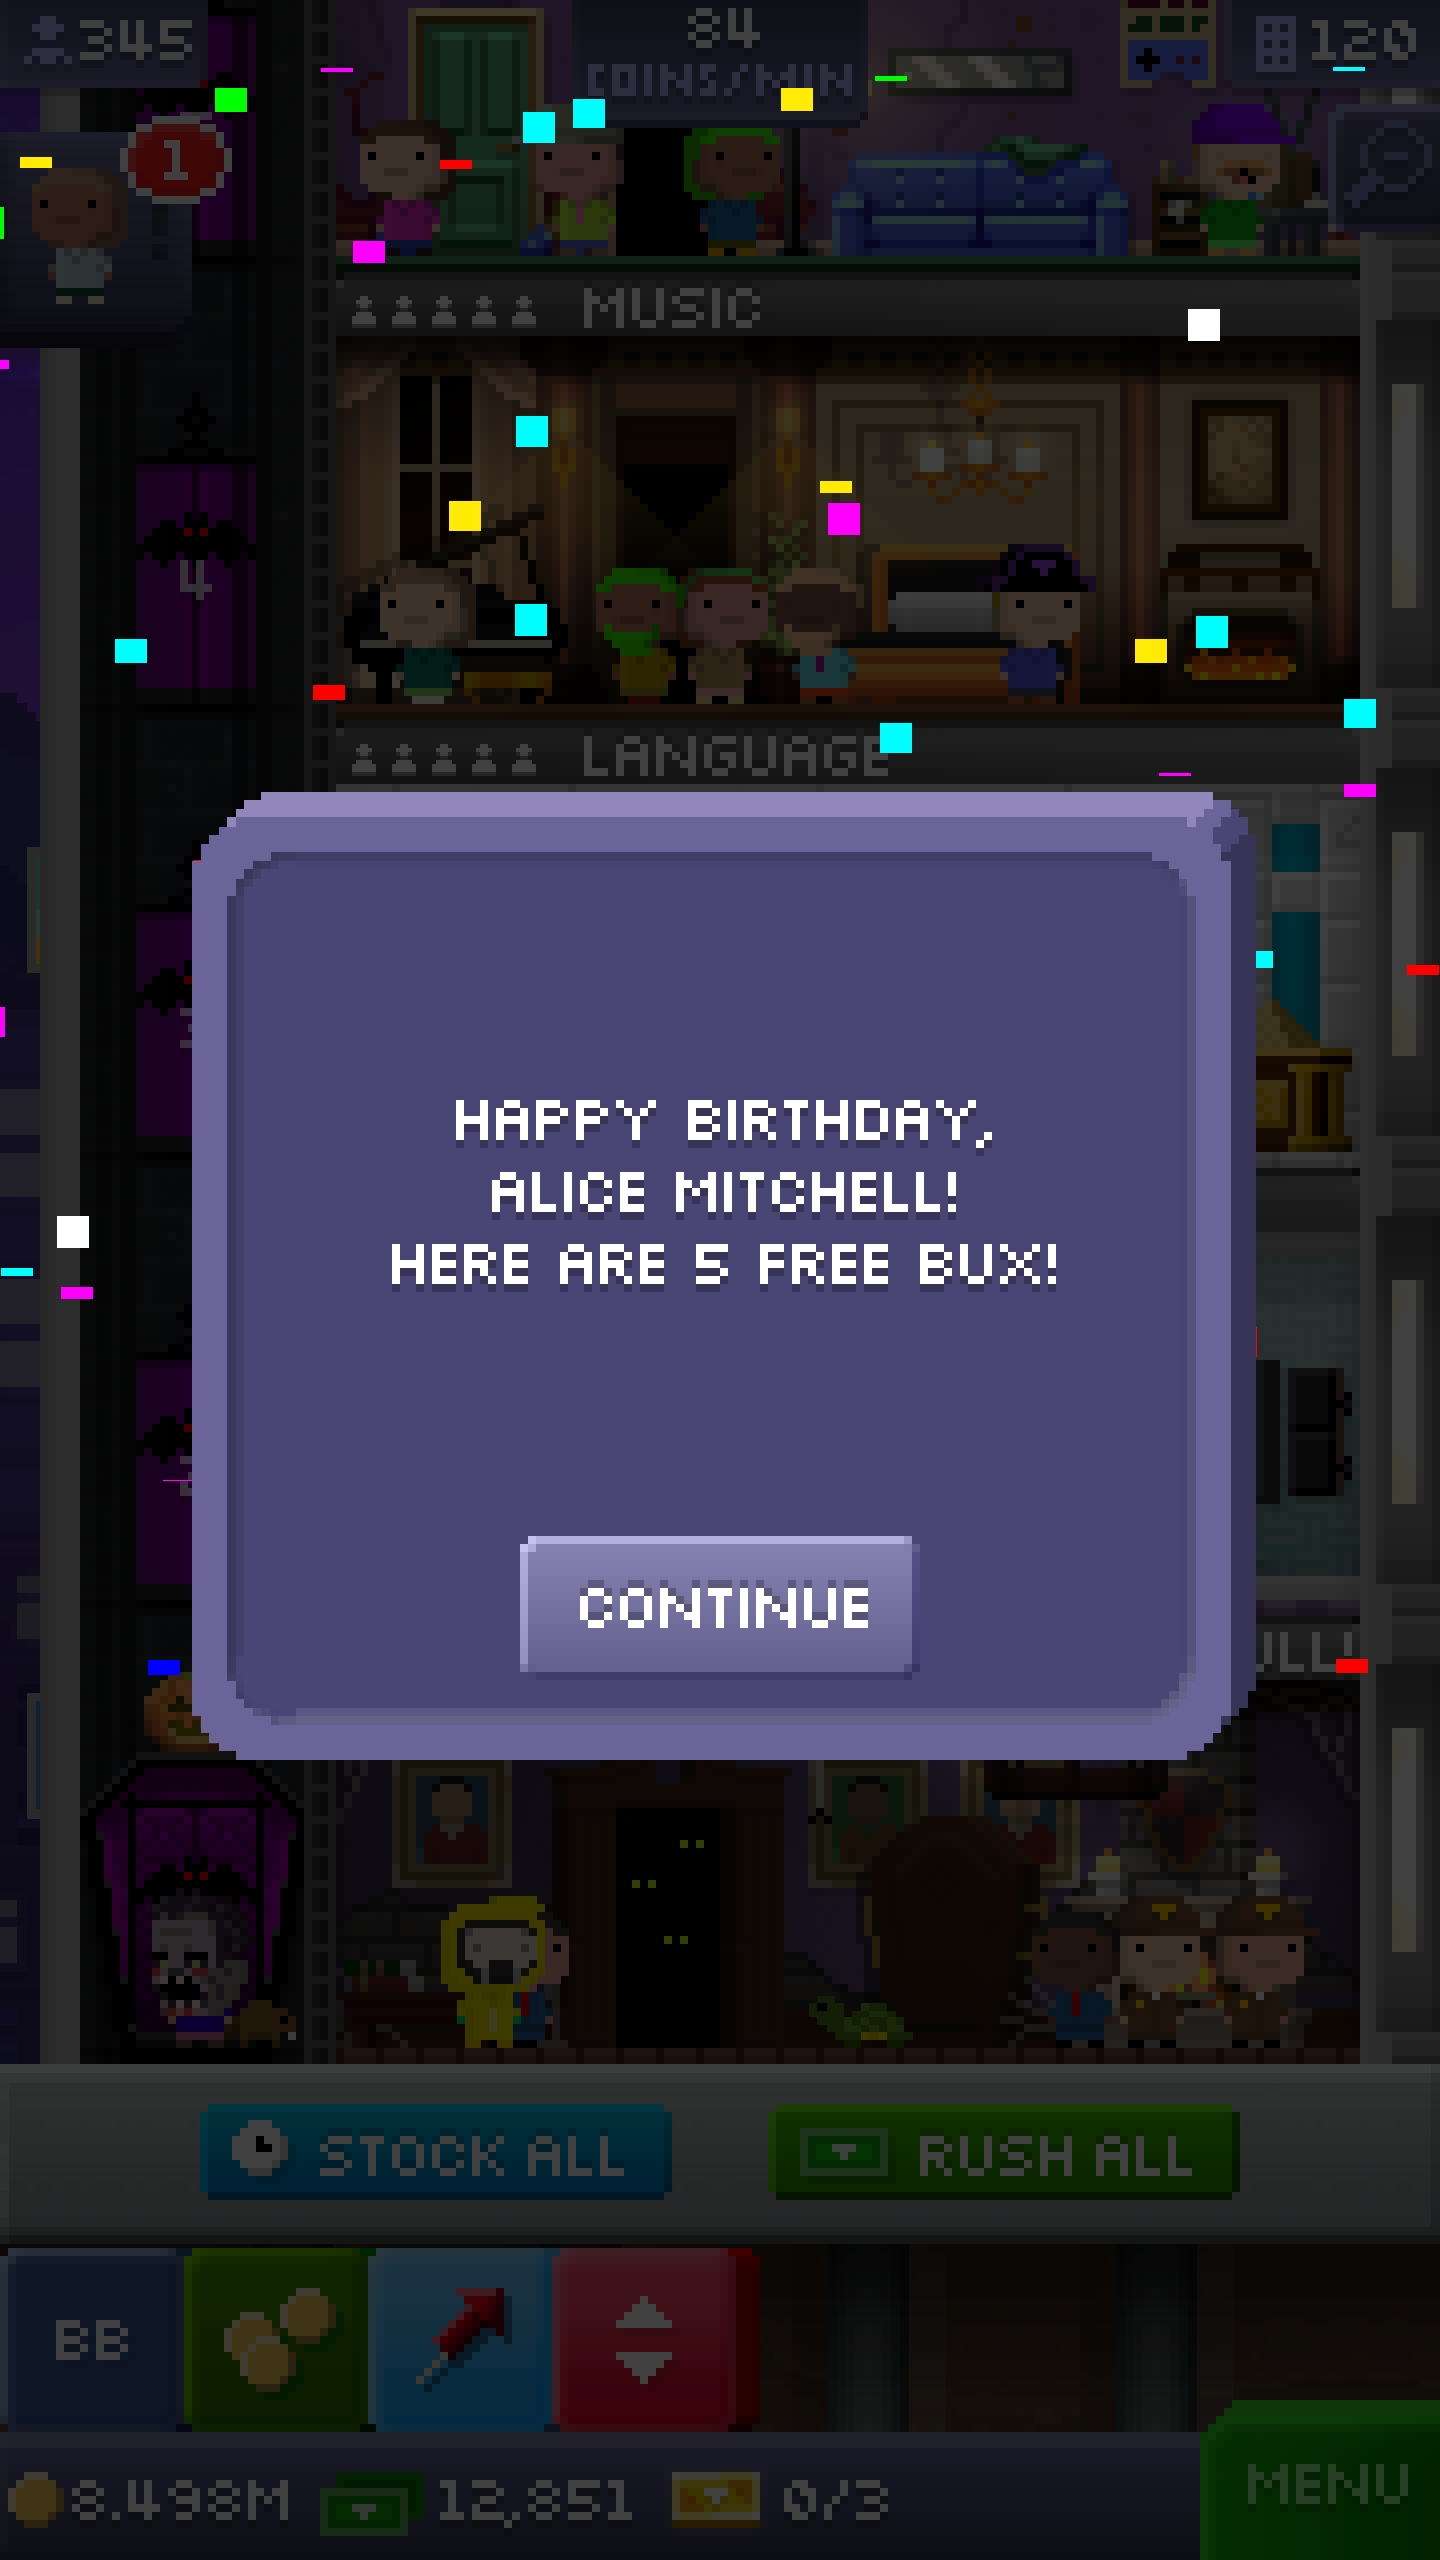 345
84
COINS/MIN
120
1
MUSIC
4
LANGUAGE
HAPPY BIRTHDAY,
ALICE MITCHELL!
HERE ARE 5 FREE BUX!
CONTINUE
STOCK ALL
RUSH ALL
BB
8.498M
12,851
0/3
MENU